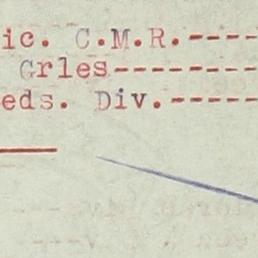 ic. C.M.R.----
Grles--------
eds. Div.-----